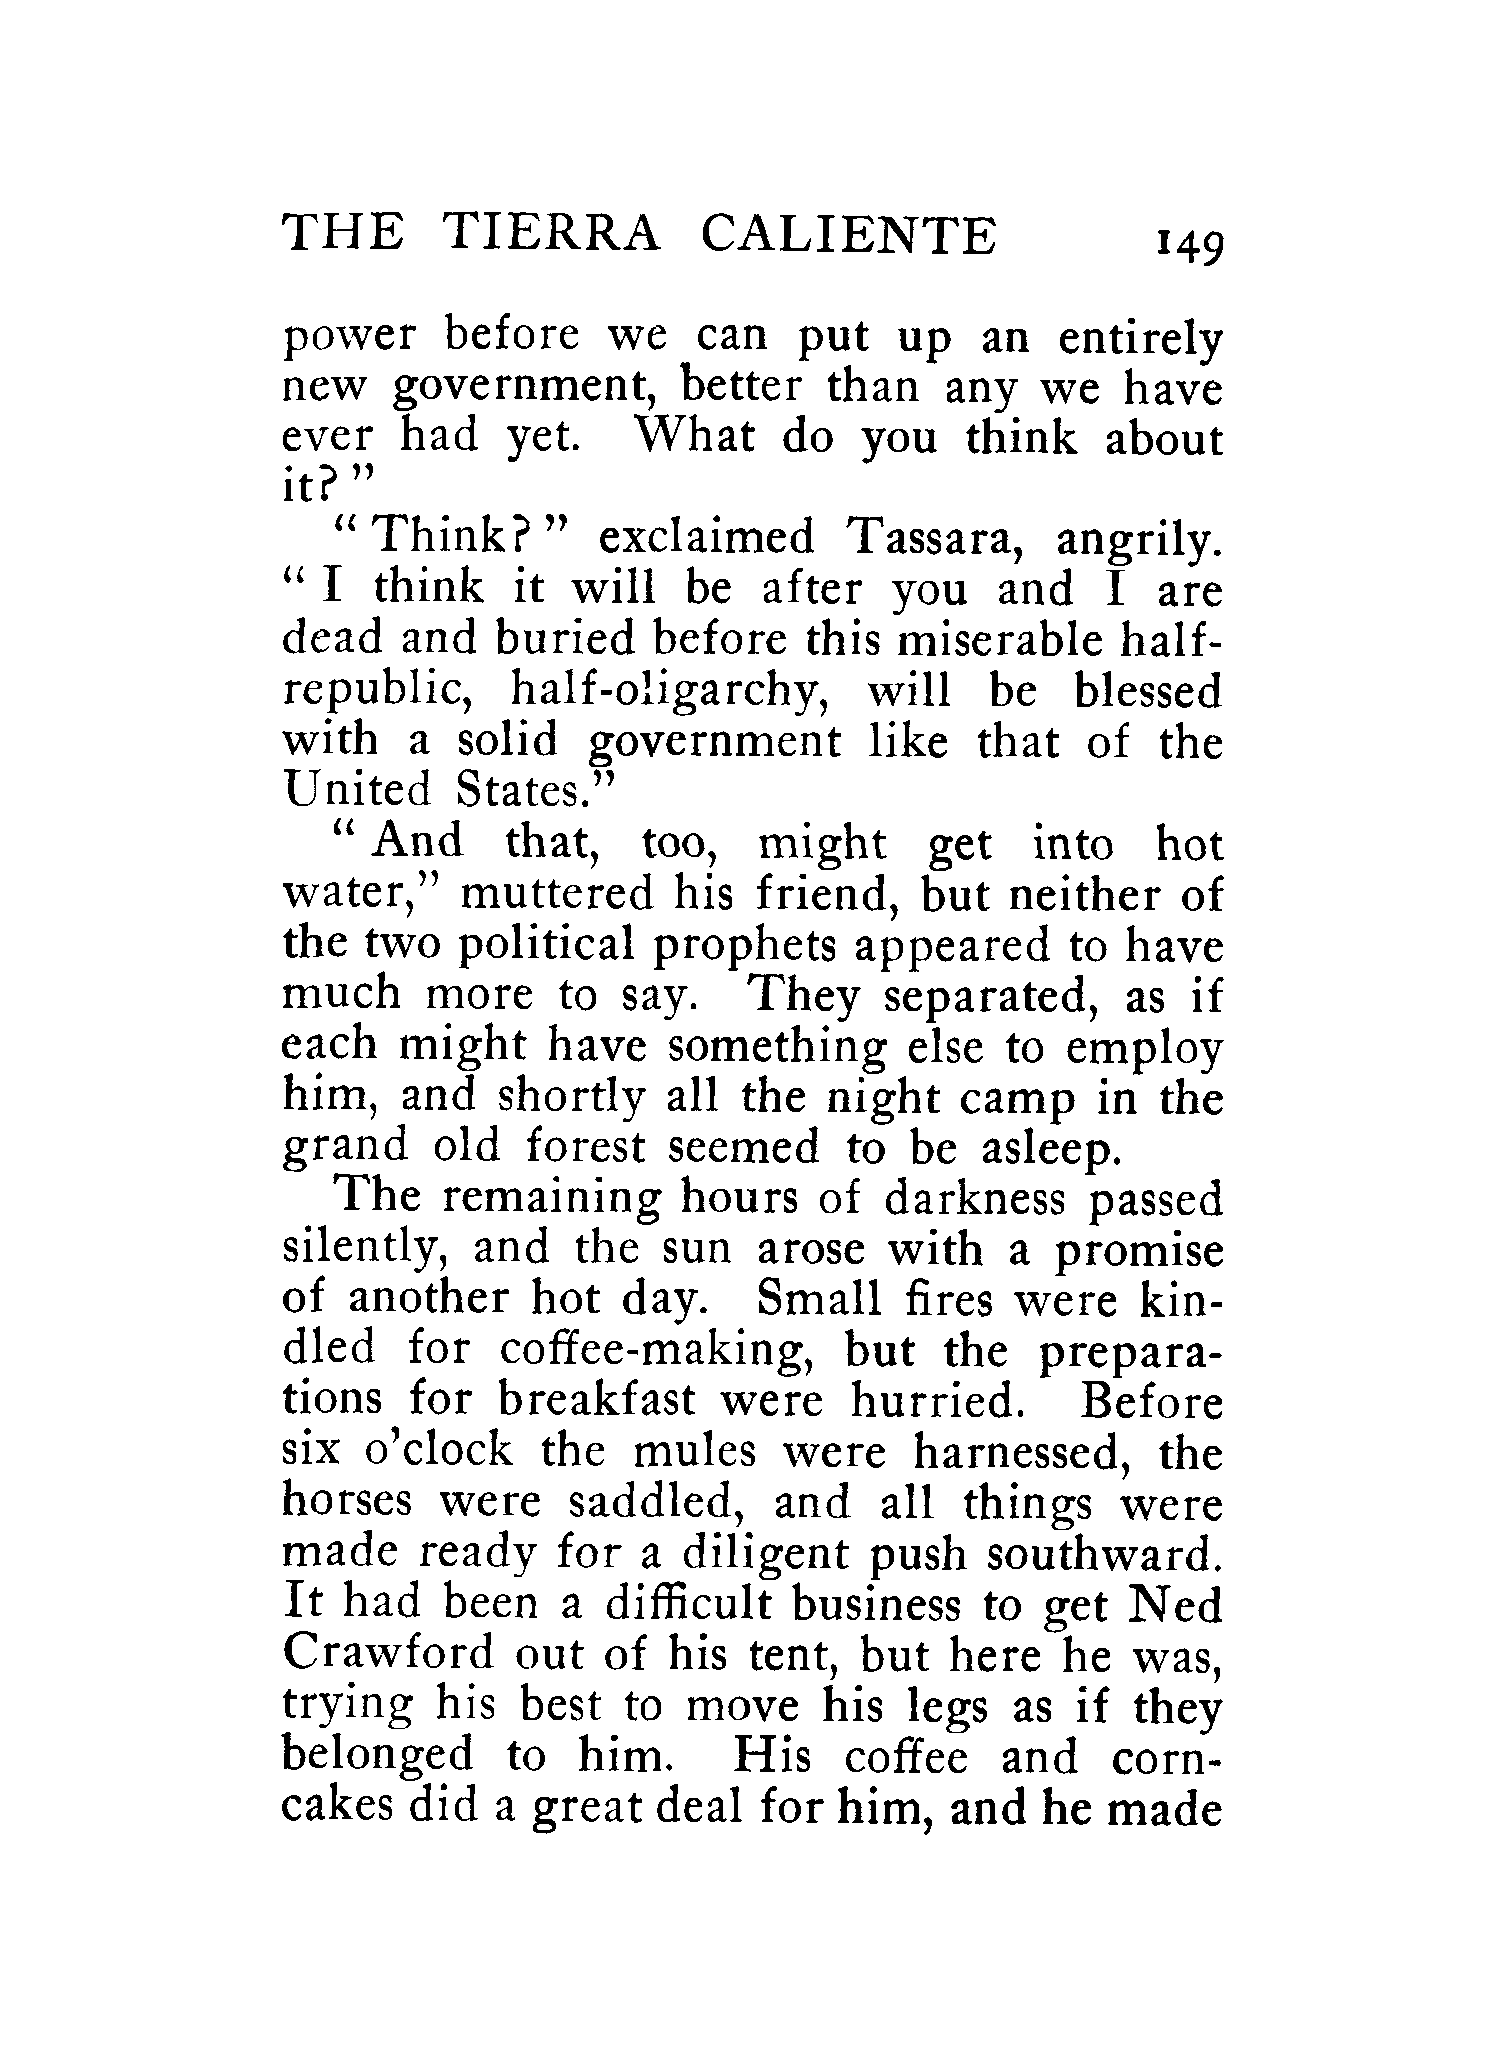 THE TIERRA CALIENTE 149
power before we can put up an entirely
new government, better than any we have
ever had yet. What do you think about
it?”
“Think?” exclaimed Tassara, angrily.
“I think it will be after you and I are
dead and buried before this miserable half-
republic, half-oligarchy, will be blessed
with a solid government like that of the
United States.”
“And that, too, might get into hot
water,” muttered his friend, but neither of
the two political prophets appeared to have
much more to say. They separated, as if
each might have something else to employ
him, and shortly all the night camp in the
grand old forest seemed to be asleep.
The remaining hours of darkness passed
silently, and the sun arose with a promise
of another hot day. Small fires were kin-
dled for coffee-making, but the prepara-
tions for breakfast were hurried. Before
six o’clock the mules were harnessed, the
horses were saddled, and all things were
made ready for a diligent push southward.
It had been a difficult business to get Ned
Crawford out of his tent, but here he was,
trying his best to move his legs as if they
belonged to him. His coffee and corn-
cakes did a great deal for him, and he made